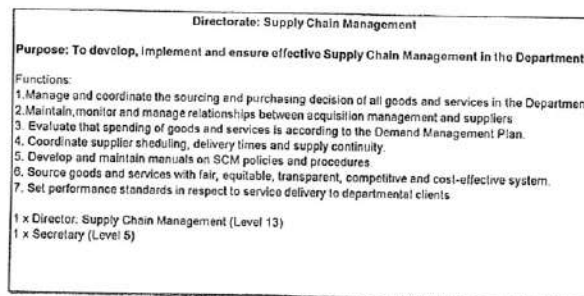 Directorate: Supply Chain Management
Purpose: To develop, implement and ensure effective Supply Chain Management in the Department
Functions:
1.Manage and coordinate the sourcing and purchasing decision of all goods and services in the Departmen
2.Maintain,monitor and manage relationships between acquisition management and suppliers
3. Evaluate that spending of goods and services is according to the Demand Management Plan.
4. Coordinate supplier sheduling, delivery times and supply continuity.
5. Develop and maintain manuals on SCM policies and procedures.
6. Source goods and services with fair, equitable, transparent, competitive and cost-effective system.
7. Set performance standards in respect to service delivery to departmental clients
1 x Director: Supply Chain Management (Level 13)
1 x Secretary (Level 5)